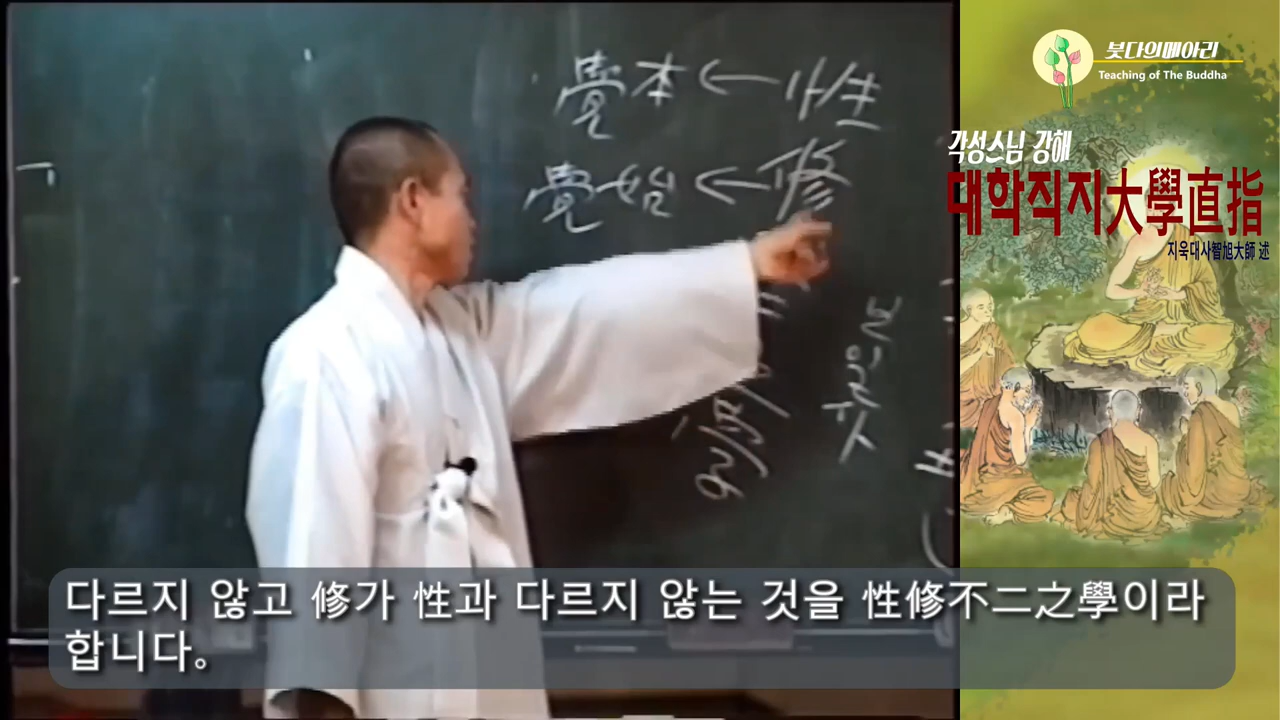 覺本←性
覺始←修
붓다의메아리
Teaching of The Buddha
각성스님 강해
대학직지大學直指
지욱대사智旭大師 述
다르지 않고 修가 性과 다르지 않는 것을 性修不二之學이라
합니다。